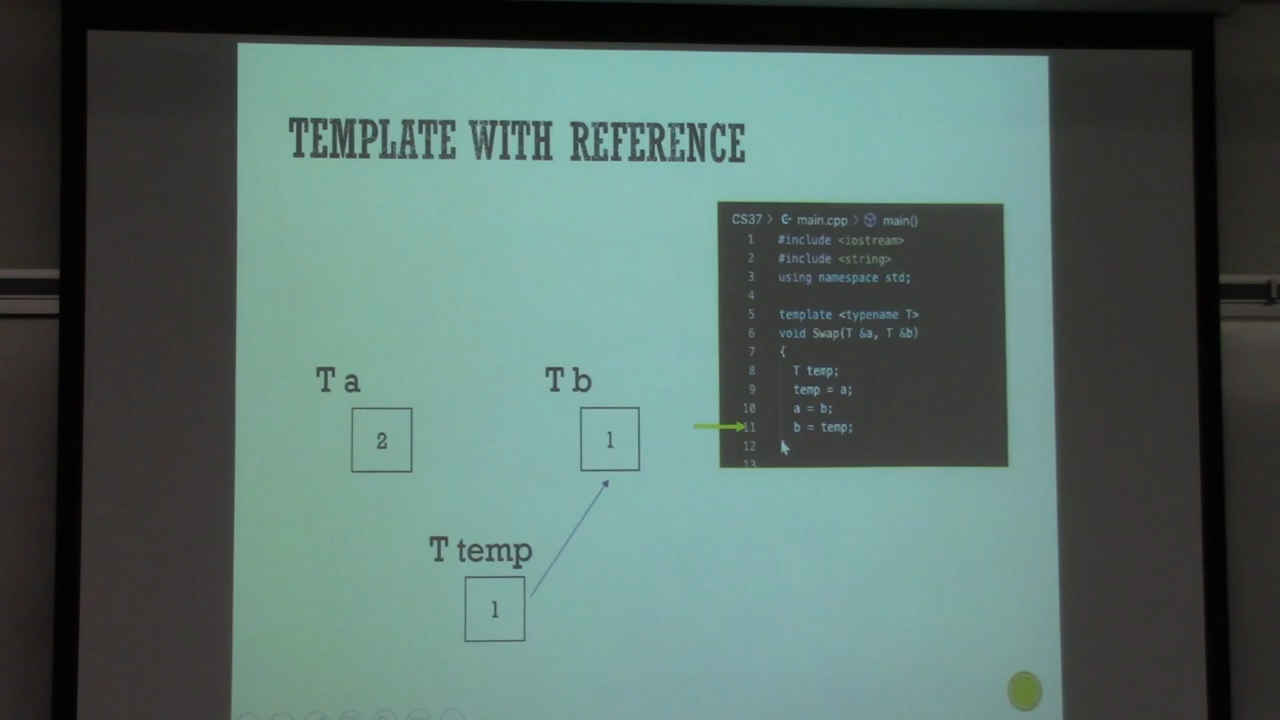 TEMPLATE WITH REFERENCE
CS37 > main.cpp > main()
1 #include <iostream>
2 #include <string>
3 using namespace std;
4
5 template <typename T>
6 void Swap(T &a, T &b)
7 {
8 T temp;
9 temp = a;
10 a = b;
11 b = temp;
12
13
T a
T b
2
1
T temp
1